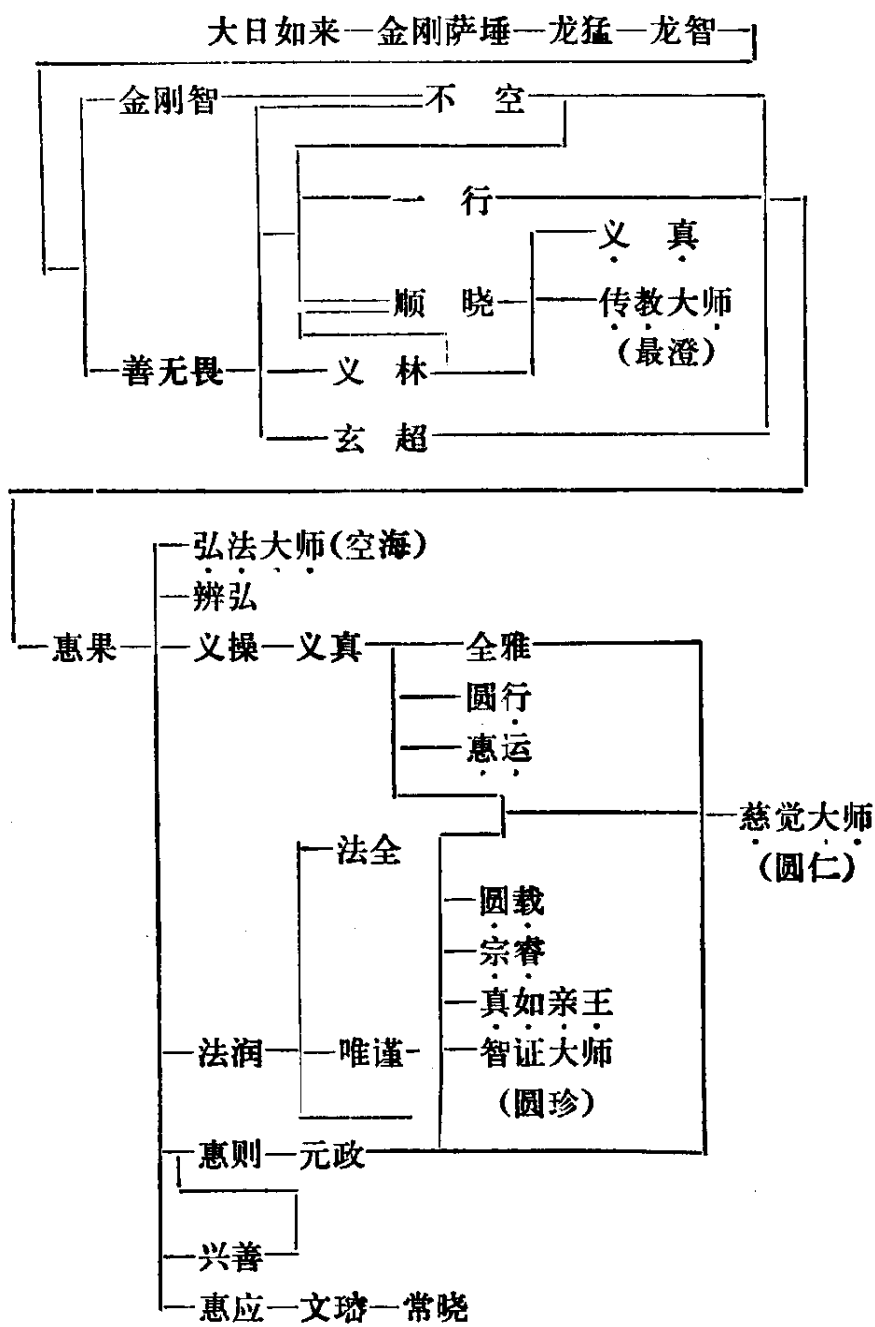 大日如来—金刚萨埵—龙猛—龙智
金刚智 不空
一行
义真
顺晓 传教大师
(最澄)
善无畏 义林
玄超
弘法大师(空海)
辨弘
惠果 义操—义真 全雅
圆行
惠运
慈觉大师
法全
(圆仁)
圆载
宗睿
真如亲王
法润 唯谨 智证大师
(圆珍)
惠则—元政
兴善
惠应—文璛—常晓